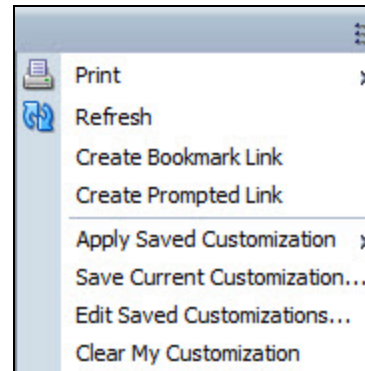 Print
Refresh
Create Bookmark Link
Create Prompted Link
Apply Saved Customization
Save Current Customization...
Edit Saved Customizations...
Clear My Customization